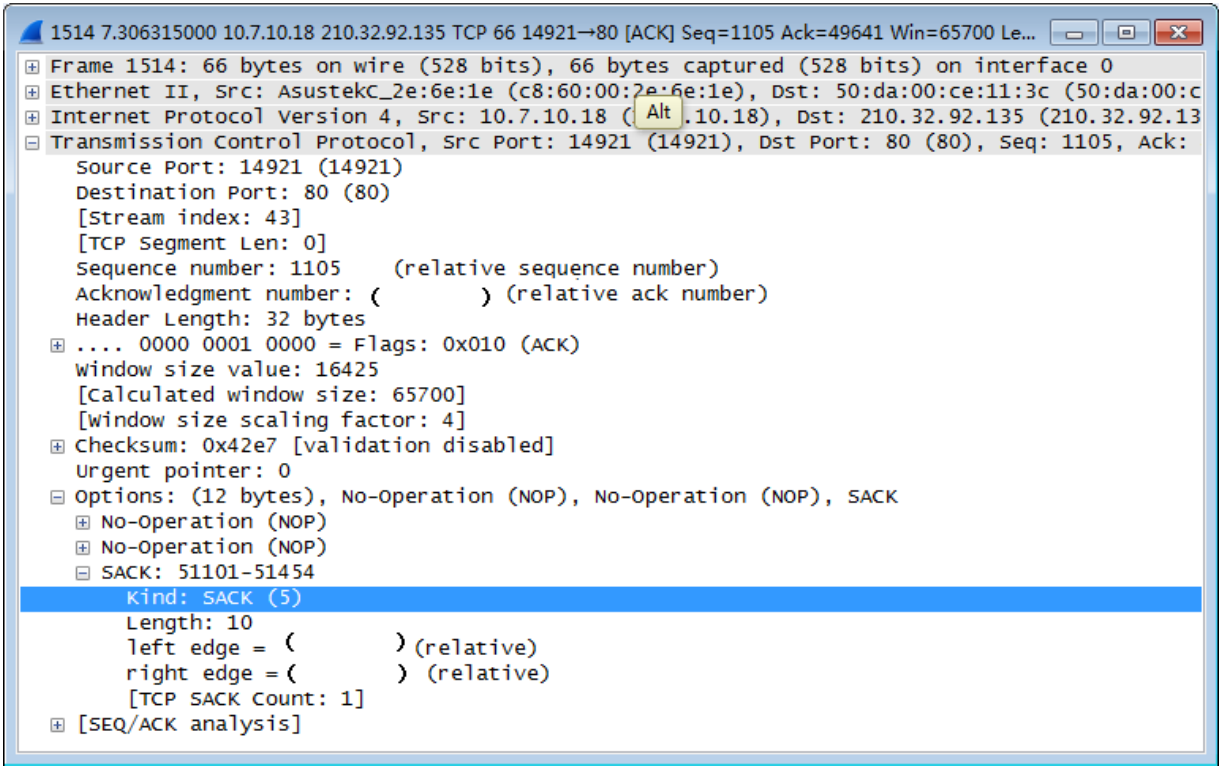 1514 7.306315000 10.7.10.18 210.32.92.135 TCP 66 14921→80 [ACK] Seq=1105 Ack=49641 Win=65700 Le...
Frame 1514: 66 bytes on wire (528 bits), 66 bytes captured (528 bits) on interface 0
Ethernet II, Src: AsustekC_2e:6e:1e (c8:60:00:2e:6e:1e), Dst: 50:da:00:ce:11:3c (50:da:00:c
Internet Protocol Version 4, Src: 10.7.10.18 ( Alt .10.18), Dst: 210.32.92.135 (210.32.92.13
Transmission Control Protocol, Src Port: 14921 (14921), Dst Port: 80 (80), Seq: 1105, Ack:
Source Port: 14921 (14921)
Destination Port: 80 (80)
[Stream index: 43]
[TCP Segment Len: 0]
Sequence number: 1105 (relative sequence number)
Acknowledgment number: ( ) (relative ack number)
Header Length: 32 bytes
.... 0000 0001 0000 = Flags: 0x010 (ACK)
Window size value: 16425
[Calculated window size: 65700]
[Window size scaling factor: 4]
Checksum: 0x42e7 [validation disabled]
Urgent pointer: 0
Options: (12 bytes), No-Operation (NOP), No-Operation (NOP), SACK
No-Operation (NOP)
No-Operation (NOP)
SACK: 51101-51454
Kind: SACK (5)
Length: 10
left edge = ( ) (relative)
right edge = ( ) (relative)
[TCP SACK Count: 1]
[SEQ/ACK analysis]